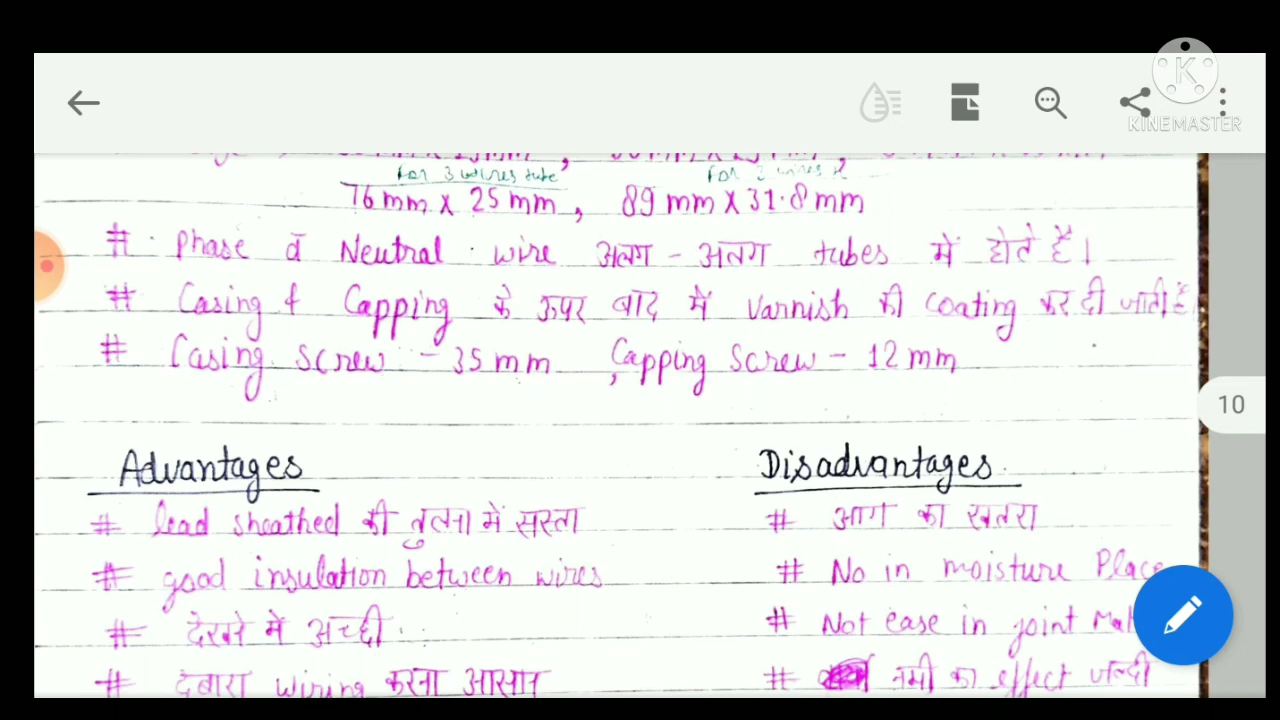 KINEMASTER
for 3 wires tube
76 mm x 25 mm, 89 mm x 31.8 mm
# Phase व Neutral wire अलग - अलग tubes में होते हैं।
# Casing & Capping के ऊपर बाद में Varnish की coating कर दी जाती है
# Casing screw - 35 mm, Capping Screw - 12 mm
10
Advantages
Disadvantages
# lead sheathed की तुलना में सस्ता
# आग का खतरा
# good insulation between wires
# No in moisture Place
# देखने में अच्छी
# Not ease in joint Mak
# दुबारा wiring करना आसान
# नमी का effect जल्दी